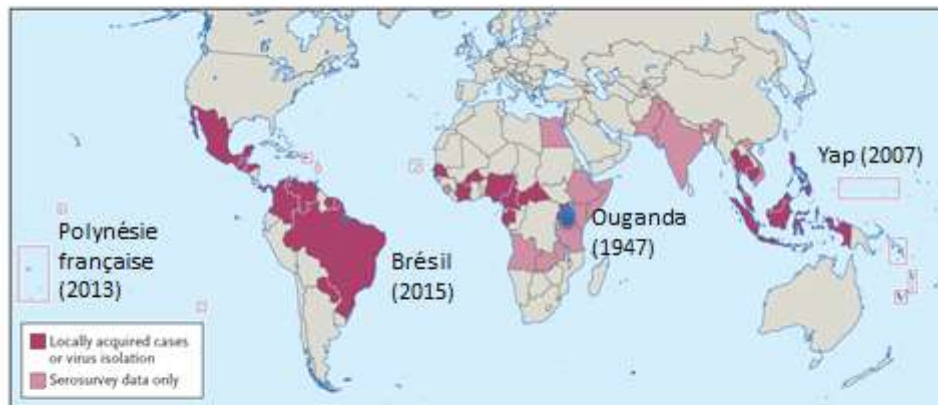 Yap (2007)
Ouganda
(1947)
Polynésie
française
(2013)
Brésil
(2015)
Locally acquired cases
or virus isolation
Serosurvey data only